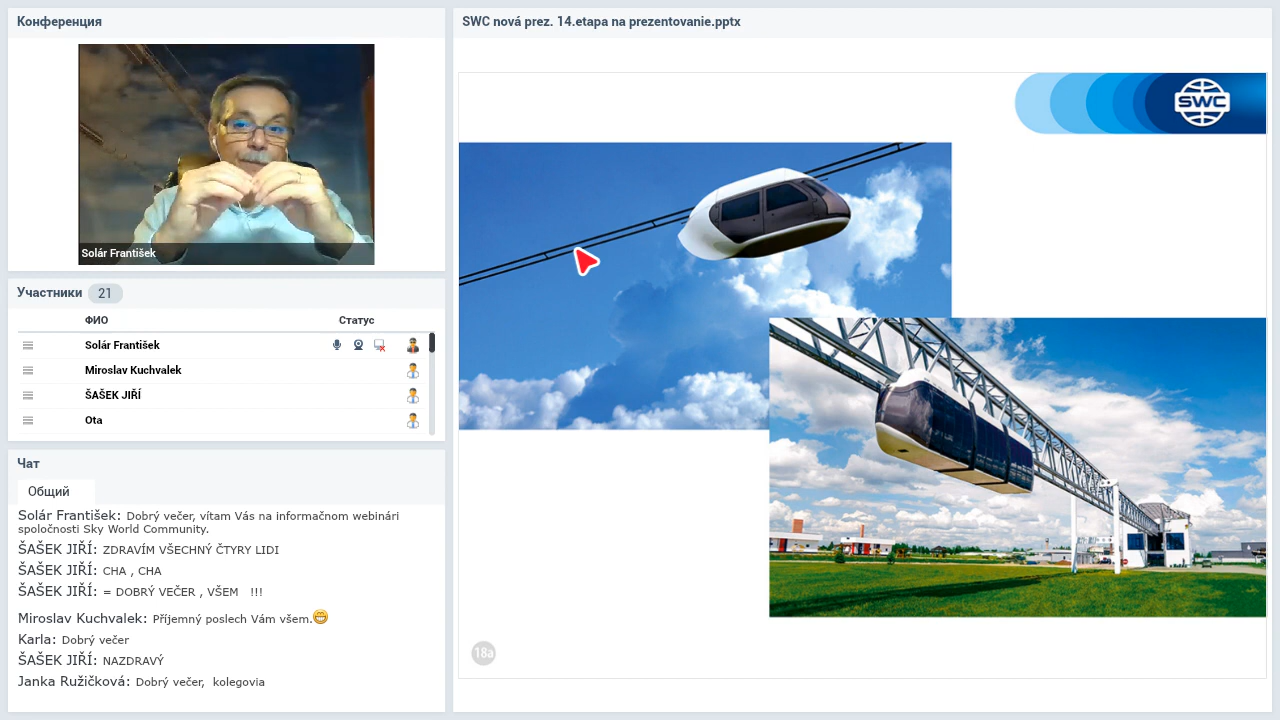 Конференция
Solár František
Участники 21
ФИО Статус
Solár František
Miroslav Kuchvalek
ŠAŠEK JIŘÍ
Ota
Чат
Общий
Solár František: Dobrý večer, vítam Vás na informačnom webinári
spoločnosti Sky World Community.
ŠAŠEK JIŘÍ: ZDRAVÍM VŠECHNÝ ČTYRY LIDI
ŠAŠEK JIŘÍ: CHA , CHA
ŠAŠEK JIŘÍ: = DOBRÝ VEČER , VŠEM !!!
Miroslav Kuchvalek: Příjemný poslech Vám všem.😁
Karla: Dobrý večer
ŠAŠEK JIŘÍ: NAZDRAVÝ
Janka Ružičková: Dobrý večer, kolegovia
SWC nová prez. 14.etapa na prezentovanie.pptx
SWC
18a